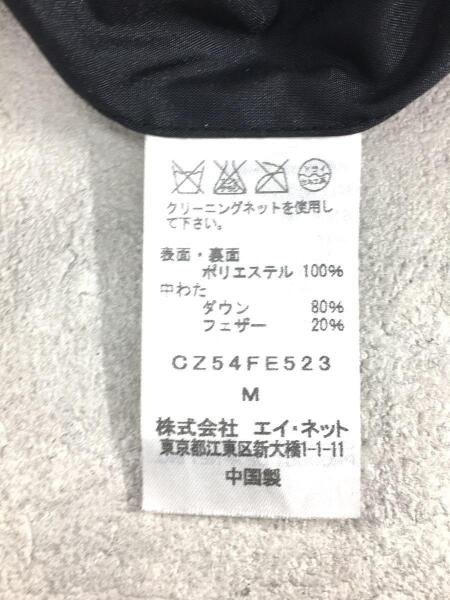 クリーニングネットを使用し
て下さい。
表面・裏面
ポリエステル 100%
中わた
ダウン 80%
フェザー 20%
CZ54FE523
M
株式会社 エイ・ネット
東京都江東区新大橋1-1-11
中国製